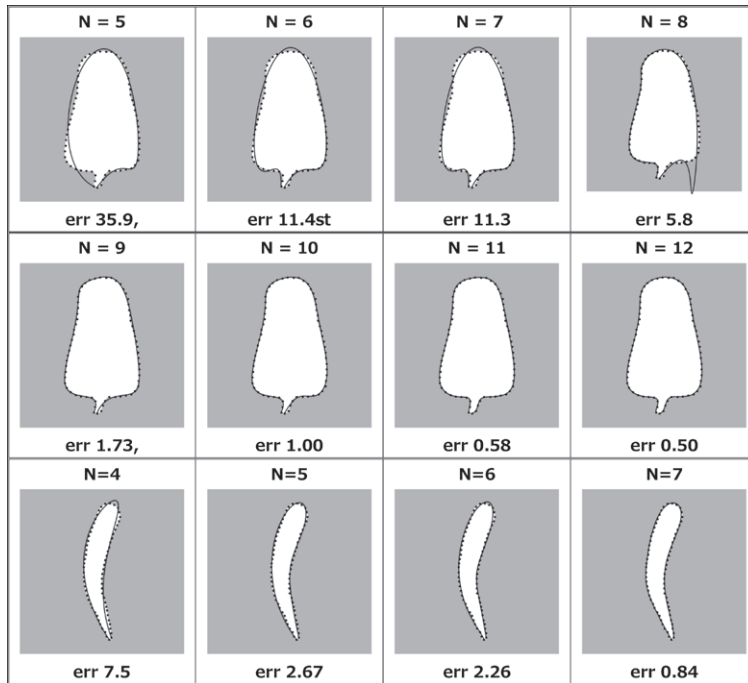 N = 5 N = 6 N = 7 N = 8
err 35.9, err 11.4st err 11.3 err 5.8
N = 9 N = 10 N = 11 N = 12
err 1.73, err 1.00 err 0.58 err 0.50
N=4 N=5 N=6 N=7
err 7.5 err 2.67 err 2.26 err 0.84